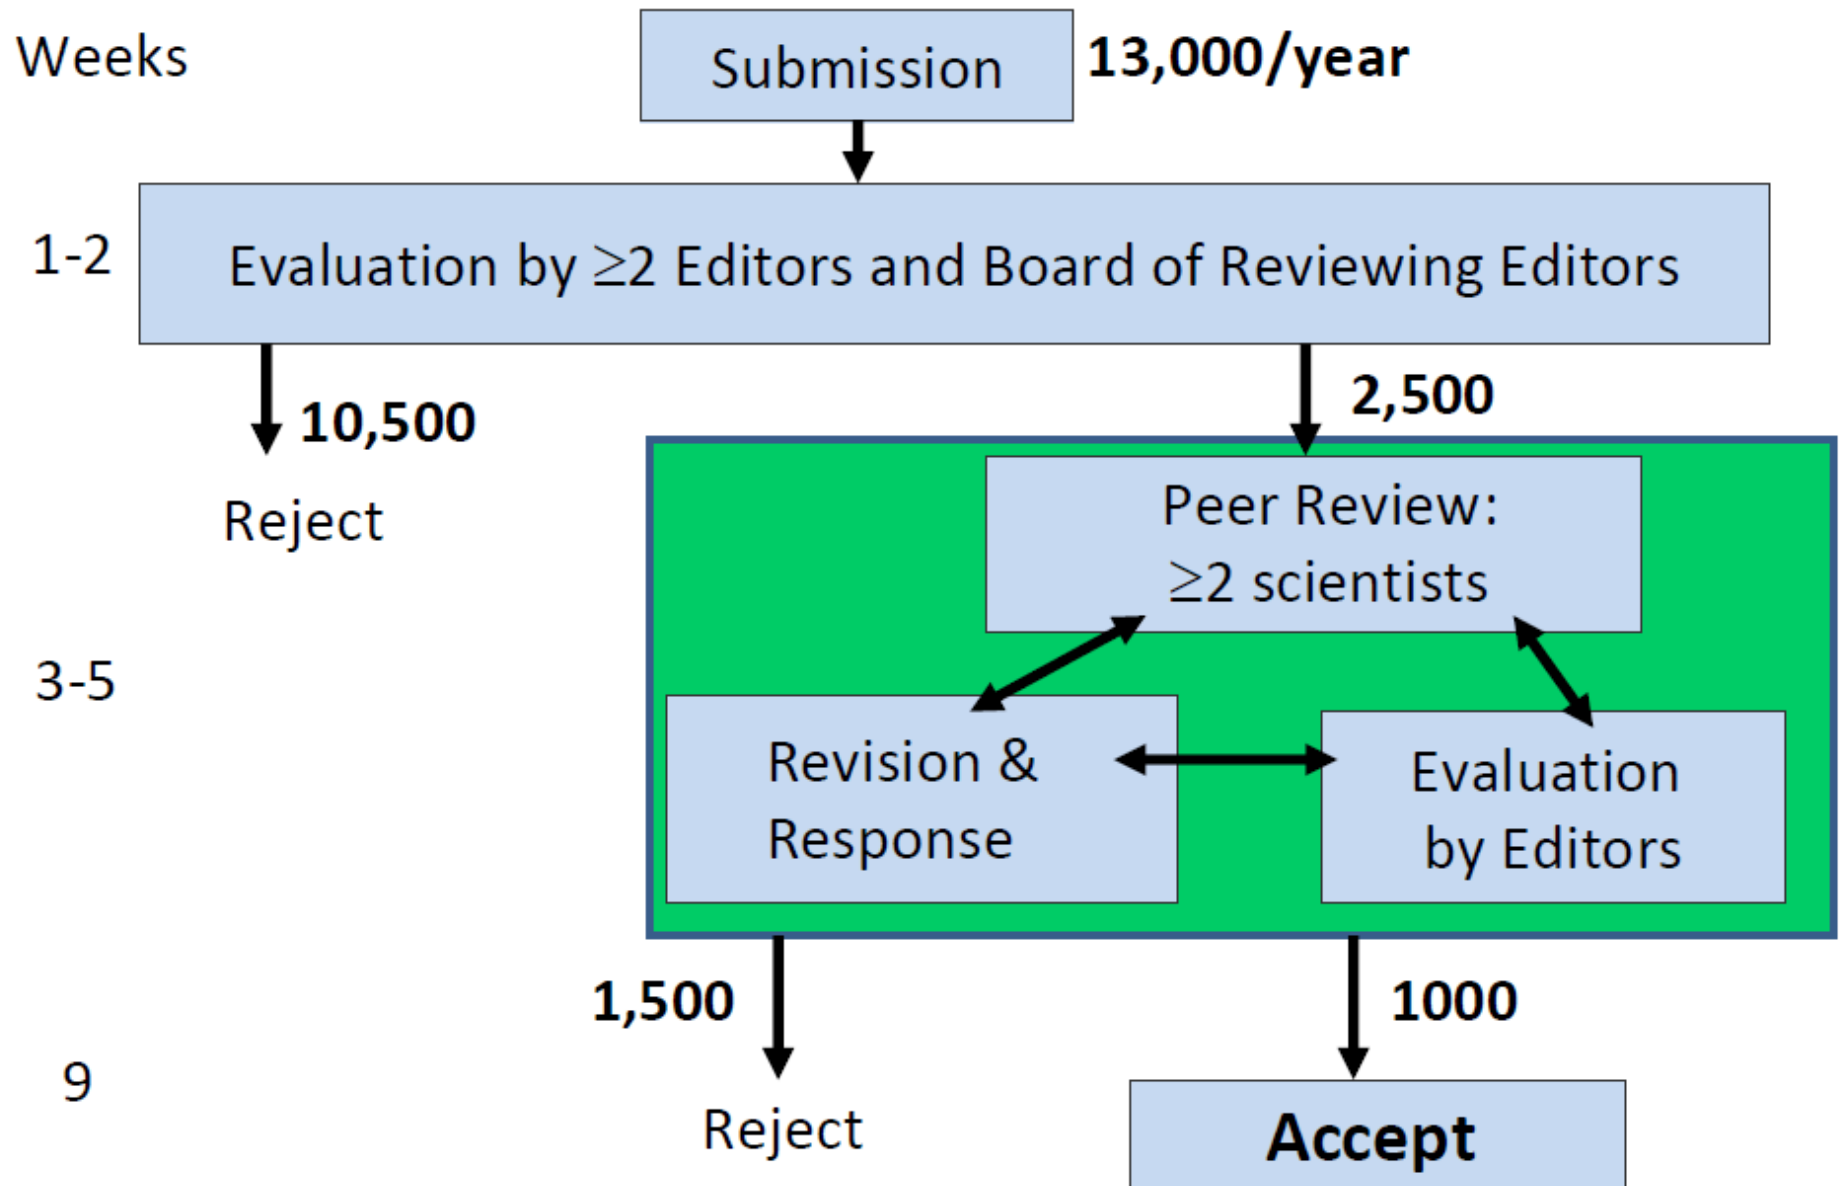 Weeks
Submission
13,000/year
1-2
Evaluation by ≥2 Editors and Board of Reviewing Editors
10,500
2,500
Reject
Peer Review:
≥2 scientists
3-5
Revision &
Response
Evaluation
by Editors
1,500
1000
9
Reject
Accept